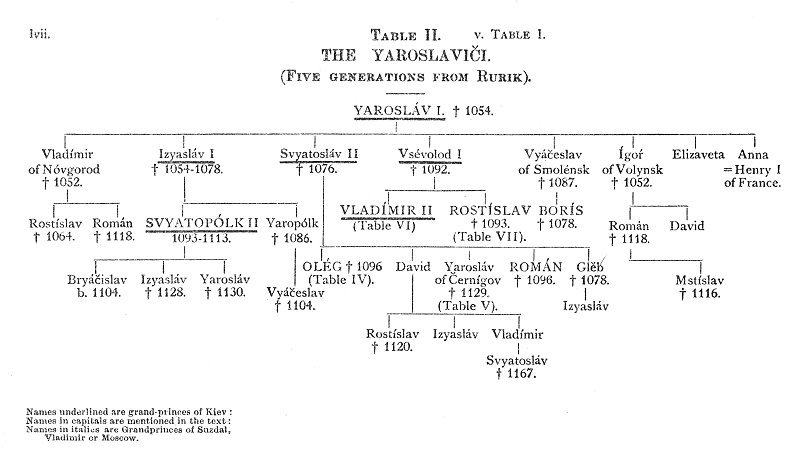 lvii.
TABLE II. v. TABLE I.
THE YAROSLAVIČI.
(FIVE GENERATIONS FROM RURIK).
YAROSLÁV I. † 1054.
Vladímir
of Nóvgorod
† 1052.
Izyasláv I
† 1054-1078.
Svyatosláv II
† 1076.
Vsévolod I
† 1092.
Vyáčeslav
of Smolénsk
† 1087.
Ígoŕ
of Volynsk
† 1052.
Elizaveta
Anna
= Henry I
of France.
Rostíslav
† 1064.
Román
† 1118.
SVYATOPÓLK II
1093-1113.
Yaropólk
† 1086.
VLADÍMIR II
(Table VI)
ROSTÍSLAV
† 1093.
(Table VII).
BORÍS
† 1078.
Román
† 1118.
David
Bryáčislav
b. 1104.
Izyásláv
† 1128.
Yaroslav
† 1130.
Vyáčeslav
† 1104.
OLÉG † 1096
(Table IV).
David
Yaroslav
of Černígov
† 1129.
(Table V).
ROMÁN
† 1096.
Glěb
† 1078.
Izyasláv
Mstíslav
† 1116.
Rostíslav
† 1120.
Izyasláv
Vladímir
Svyatosláv
† 1167.
Names underlined are grand-princes of Kiev :
Names in capitals are mentioned in the text :
Names in italics are Grandprinces of Suzdal,
Vladimir or Moscow.